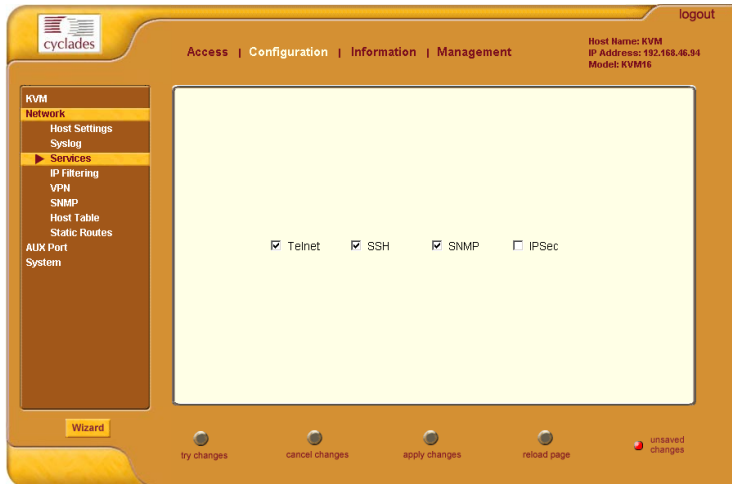 logout
cyclades
Access | Configuration | Information | Management
Host Name: KVM
IP Address: 192.168.46.94
Model: KVM16
KVM
Network
Host Settings
Syslog
Services
IP Filtering
VPN
SNMP
Host Table
Static Routes
AUX Port
System
Telnet SSH SNMP IPSec
Wizard
try changes cancel changes apply changes reload page
unsaved
changes